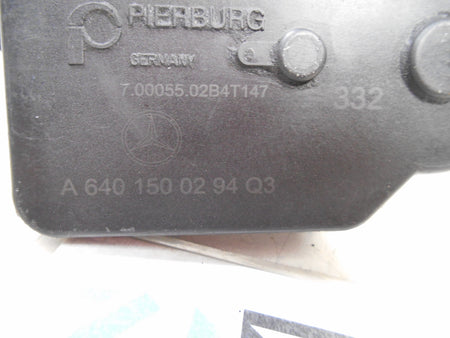 PIERBURG
GERMANY
7.00055.02B4T147
332
A 640 150 02 94 Q3